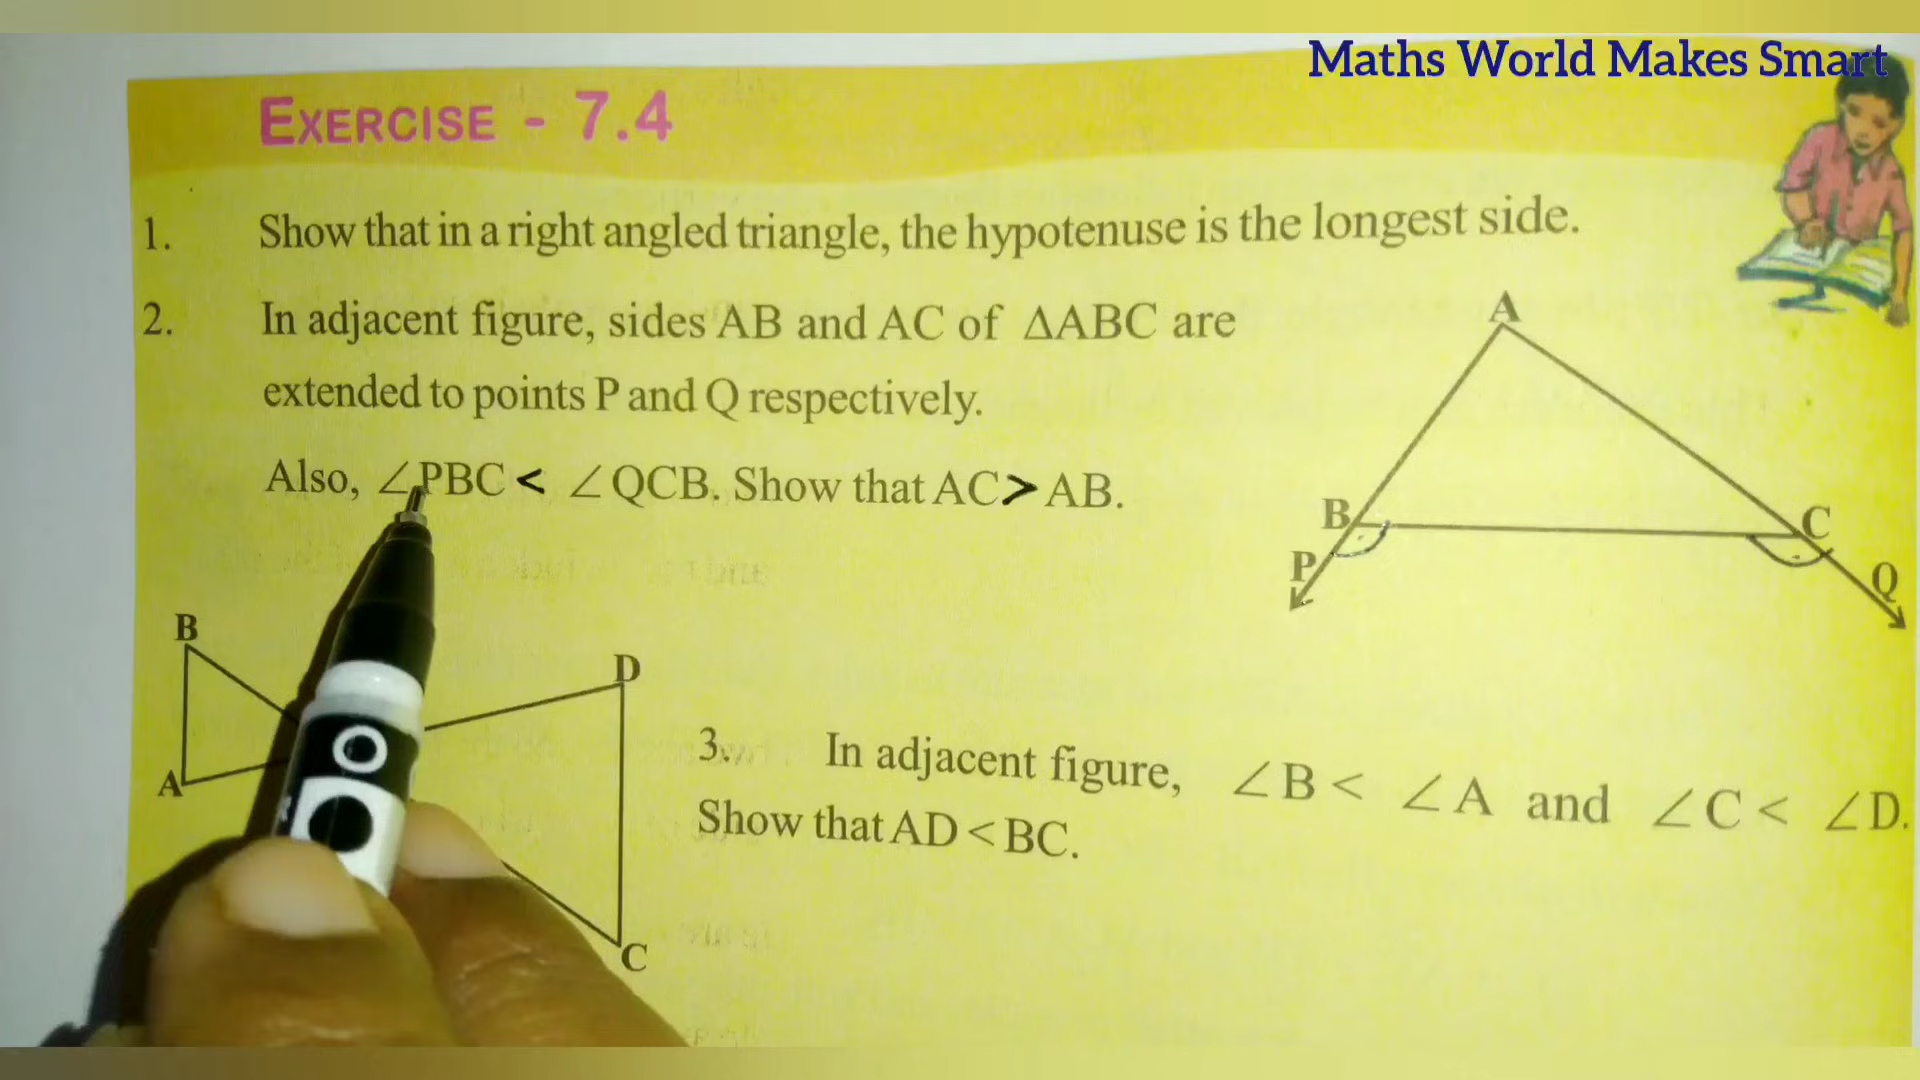 Maths World Makes Smart
EXERCISE - 7.4
1. Show that in a right angled triangle, the hypotenuse is the longest side.
2. In adjacent figure, sides AB and AC of ΔABC are
extended to points P and Q respectively.
Also, ∠PBC < ∠QCB. Show that AC > AB.
A
B
C
P
Q
B
D
A
C
3. In adjacent figure, ∠B < ∠A and ∠C < ∠D.
Show that AD < BC.